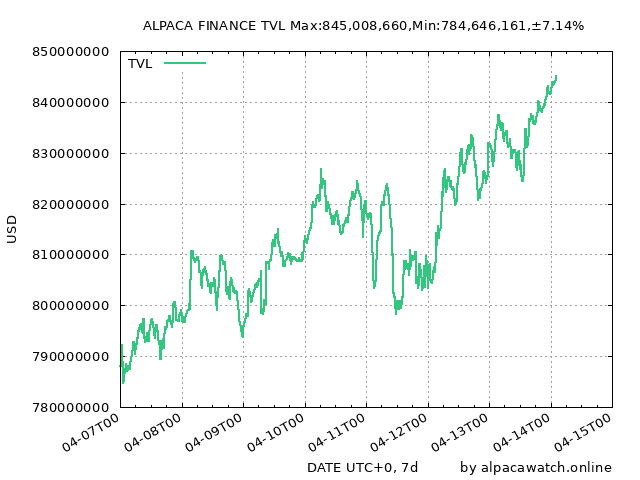 ALPACA FINANCE TVL Max:845,008,660,Min:784,646,161,±7.14%
850000000
TVL
840000000
830000000
820000000
USD
810000000
800000000
790000000
780000000
04-07T00 04-08T00 04-09T00 04-10T00 04-11T00 04-12T00 04-13T00 04-14T00 04-15T00
DATE UTC+0, 7d by alpacawatch.online